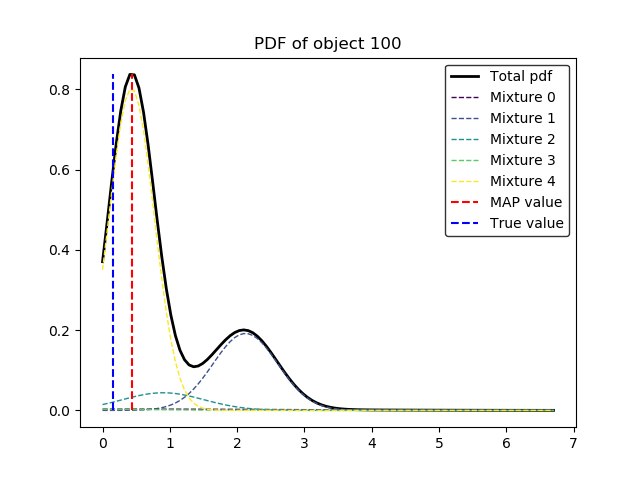 PDF of object 100
Total pdf
Mixture 0
Mixture 1
Mixture 2
Mixture 3
Mixture 4
MAP value
True value
0.8
0.6
0.4
0.2
0.0
0 1 2 3 4 5 6 7